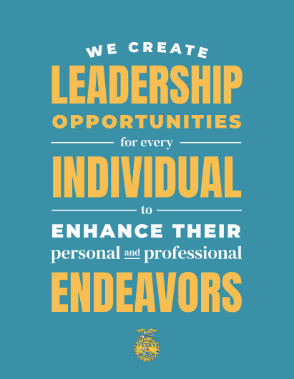 WE CREATE
LEADERSHIP
OPPORTUNITIES
for every
INDIVIDUAL
to
ENHANCE THEIR
personal and professional
ENDEAVORS